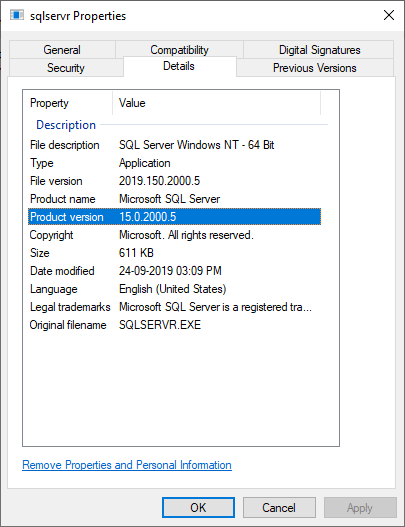 sqlservr Properties
General Compatibility Digital Signatures
Security Details Previous Versions
Property Value
Description
File description SQL Server Windows NT - 64 Bit
Type Application
File version 2019.150.2000.5
Product name Microsoft SQL Server
Product version 15.0.2000.5
Copyright Microsoft. All rights reserved.
Size 611 KB
Date modified 24-09-2019 03:09 PM
Language English (United States)
Legal trademarks Microsoft SQL Server is a registered tra...
Original filename SQLSERVR.EXE
Remove Properties and Personal Information
OK Cancel Apply